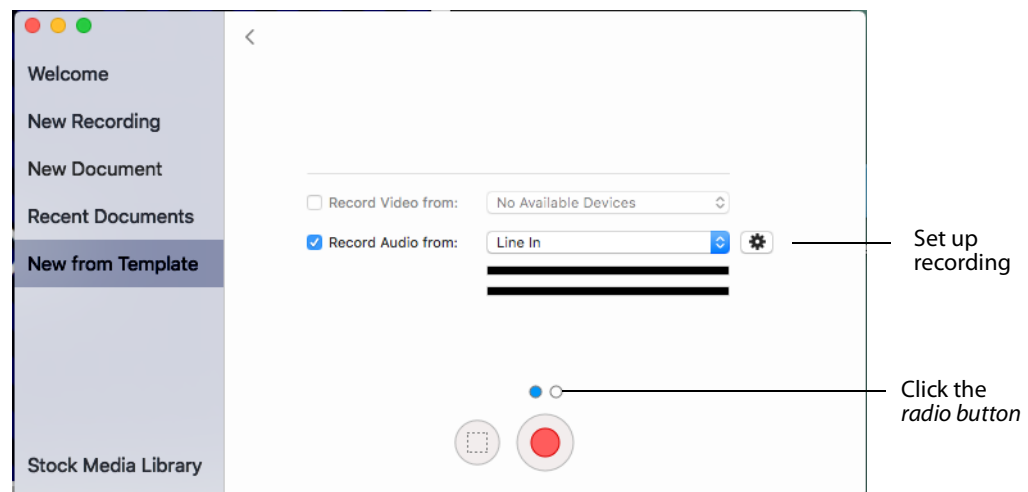 Welcome
New Recording
New Document
Recent Documents
New from Template
Stock Media Library
Record Video from: No Available Devices
Record Audio from: Line In
Set up
recording
Click the
radio button